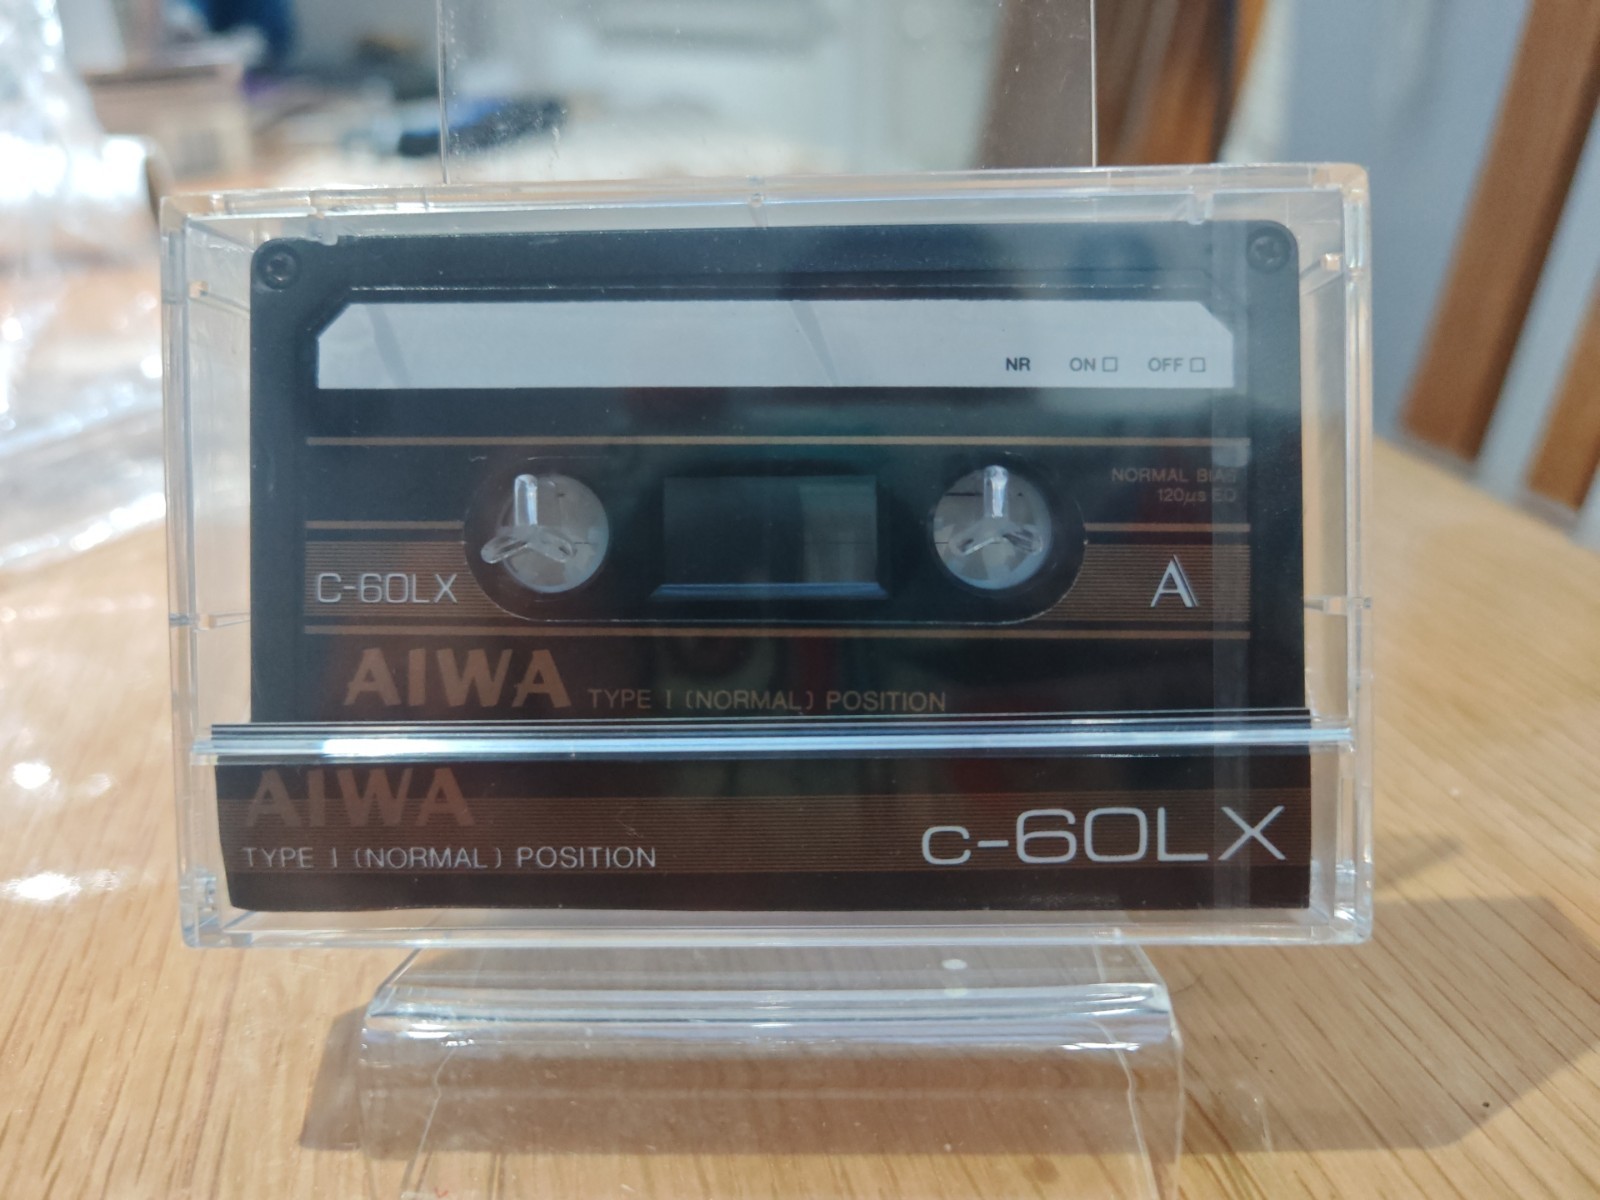 NR ON OFF
NORMAL BIAS
120µs EQ
C-60LX
A
AIWA TYPE I (NORMAL) POSITION
AIWA
TYPE I (NORMAL) POSITION
C-60LX